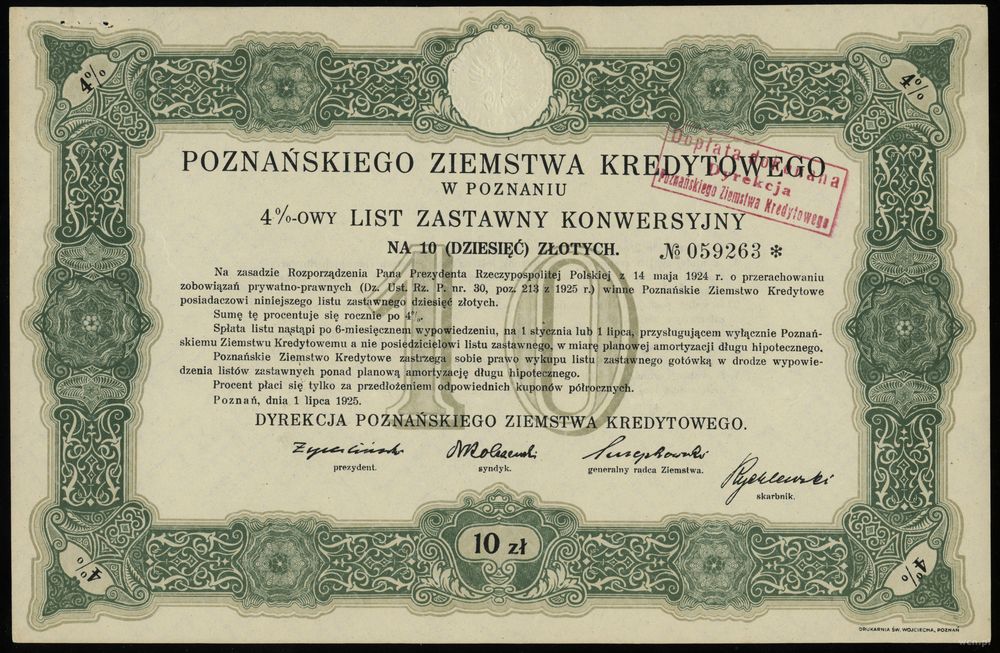 4%
4%
POZNAŃSKIEGO ZIEMSTWA KREDYTOWEGO
W POZNANIU
Dopłata dokonana
Dyrekcja
Poznańskiego Ziemstwa Kredytowego
4%-OWY LIST ZASTAWNY KONWERSYJNY
NA 10 (DZIESIĘĆ) ZŁOTYCH. № 059263 *
10
Na zasadzie Rozporządzenia Pana Prezydenta Rzeczypospolitej Polskiej z 14 maja 1924 r. o przerachowaniu
zobowiązań prywatno-prawnych (Dz. Ust. Rz. P. nr. 30, poz. 213 z 1925 r.) winne Poznańskie Ziemstwo Kredytowe
posiadaczowi niniejszego listu zastawnego dziesięć złotych.
Sumę tę procentuje się rocznie po 4%.
Spłata listu nastąpi po 6-miesięcznem wypowiedzeniu, na 1 stycznia lub 1 lipca, przysługującem wyłącznie Poznań-
skiemu Ziemstwu Kredytowemu a nie posiedzicielowi listu zastawnego, w miarę planowej amortyzacji długu hipotecznego.
Poznańskie Ziemstwo Kredytowe zastrzega sobie prawo wykupu listu zastawnego gotówką w drodze wypowie-
dzenia listów zastawnych ponad planową amortyzację długu hipotecznego.
Procent płaci się tylko za przedłożeniem odpowiednich kuponów półrocznych.
Poznań, dnia 1 lipca 1925.
DYREKCJA POZNAŃSKIEGO ZIEMSTWA KREDYTOWEGO.
prezydent.
syndyk.
generalny radca Ziemstwa.
Rychlewski
skarbnik.
10 zł
4%
4%
DRUKARNIA ŚW. WOJCIECHA, POZNAŃ
wcn.pl